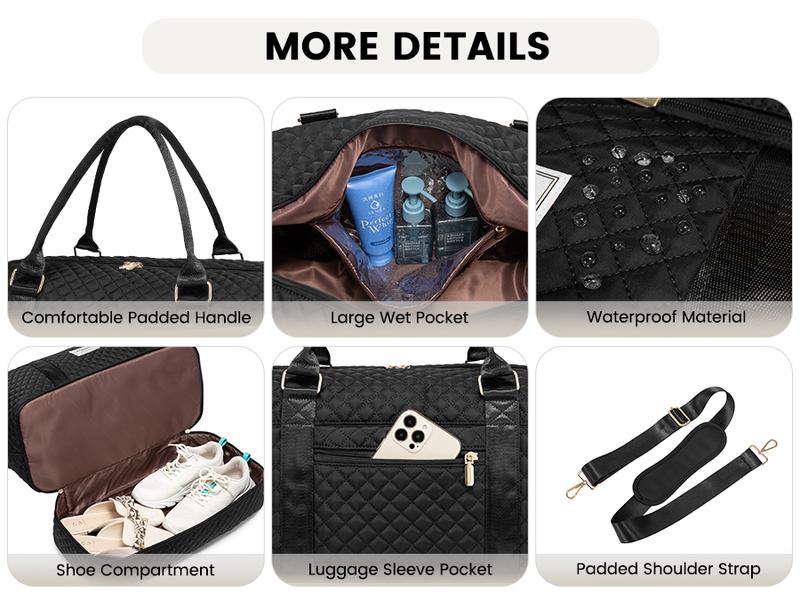 MORE DETAILS
Comfortable Padded Handle
Large Wet Pocket
Waterproof Material
SENKA
Perfect
Whip
Shoe Compartment
Luggage Sleeve Pocket
Padded Shoulder Strap